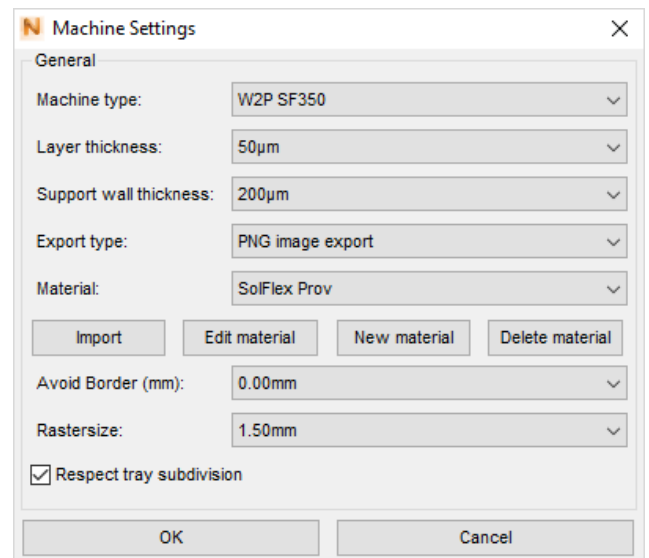 Machine Settings
General
Machine type: W2P SF350
Layer thickness: 50µm
Support wall thickness: 200µm
Export type: PNG image export
Material: SolFlex Prov
Import Edit material New material Delete material
Avoid Border (mm): 0.00mm
Rastersize: 1.50mm
Respect tray subdivision
OK Cancel